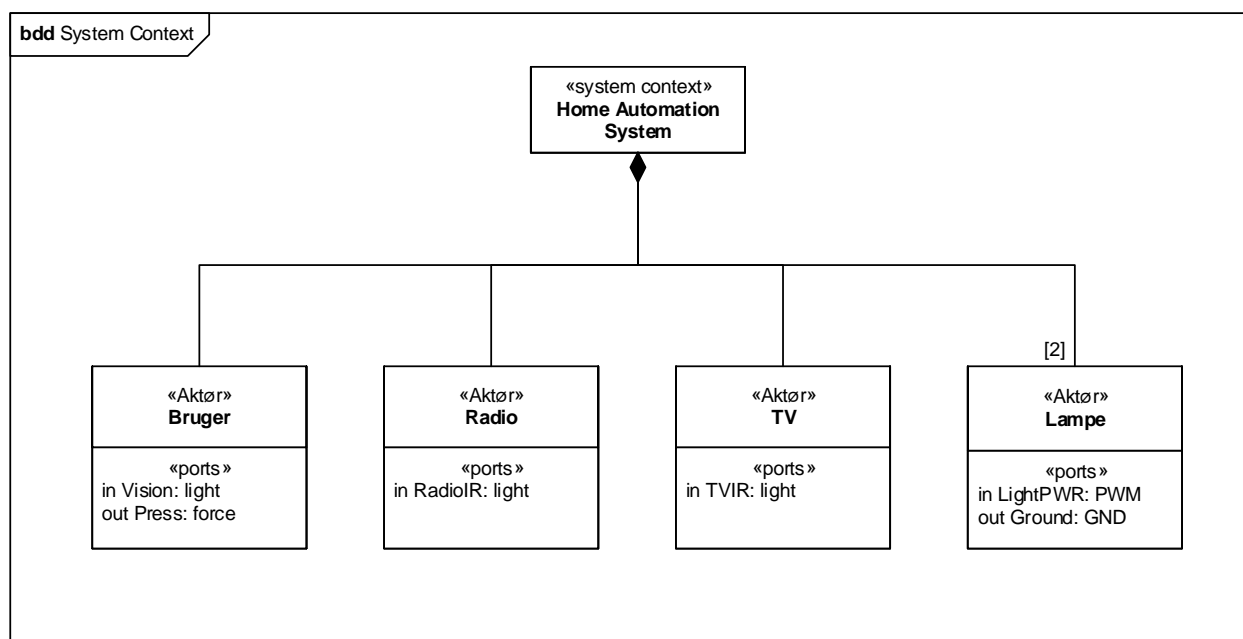 bdd System Context
«system context»
Home Automation
System
[2]
«Aktør»
Bruger
«ports»
in Vision: light
out Press: force
«Aktør»
Radio
«ports»
in RadioIR: light
«Aktør»
TV
«ports»
in TVIR: light
«Aktør»
Lampe
«ports»
in LightPWR: PWM
out Ground: GND